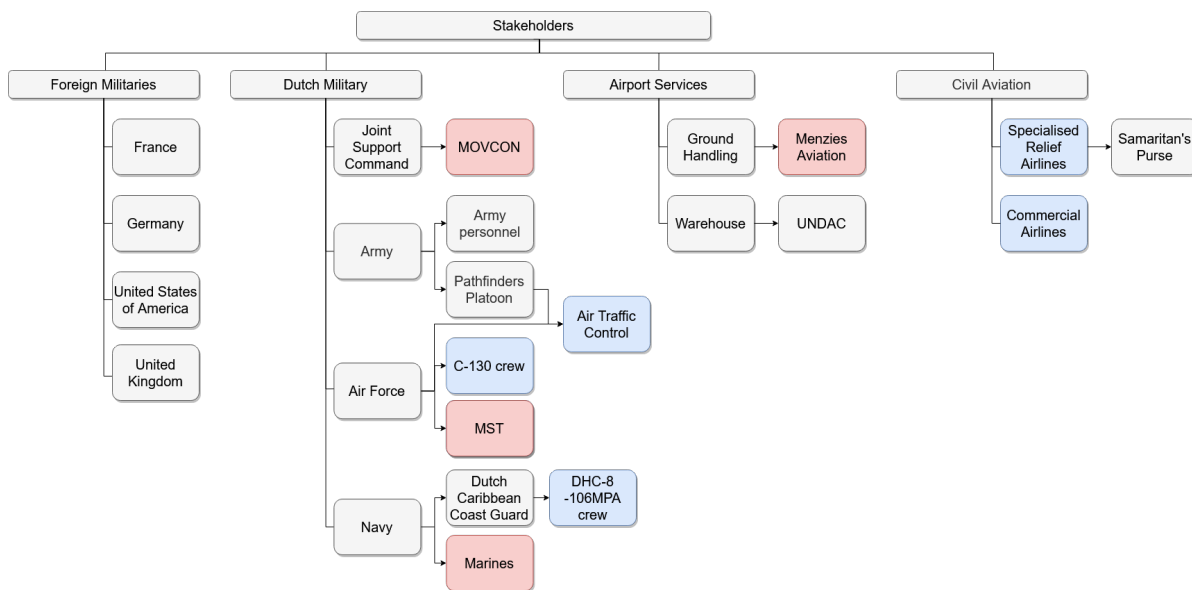 Stakeholders
Foreign Militaries
Dutch Military
Airport Services
Civil Aviation
France
Germany
United States
of America
United
Kingdom
Joint
Support
Command
MOVCON
Army
Army
personnel
Pathfinders
Platoon
Air Traffic
Control
Air Force
C-130 crew
MST
Navy
Dutch
Caribbean
Coast Guard
DHC-8
-106MPA
crew
Marines
Ground
Handling
Menzies
Aviation
Warehouse
UNDAC
Specialised
Relief
Airlines
Samaritan's
Purse
Commercial
Airlines